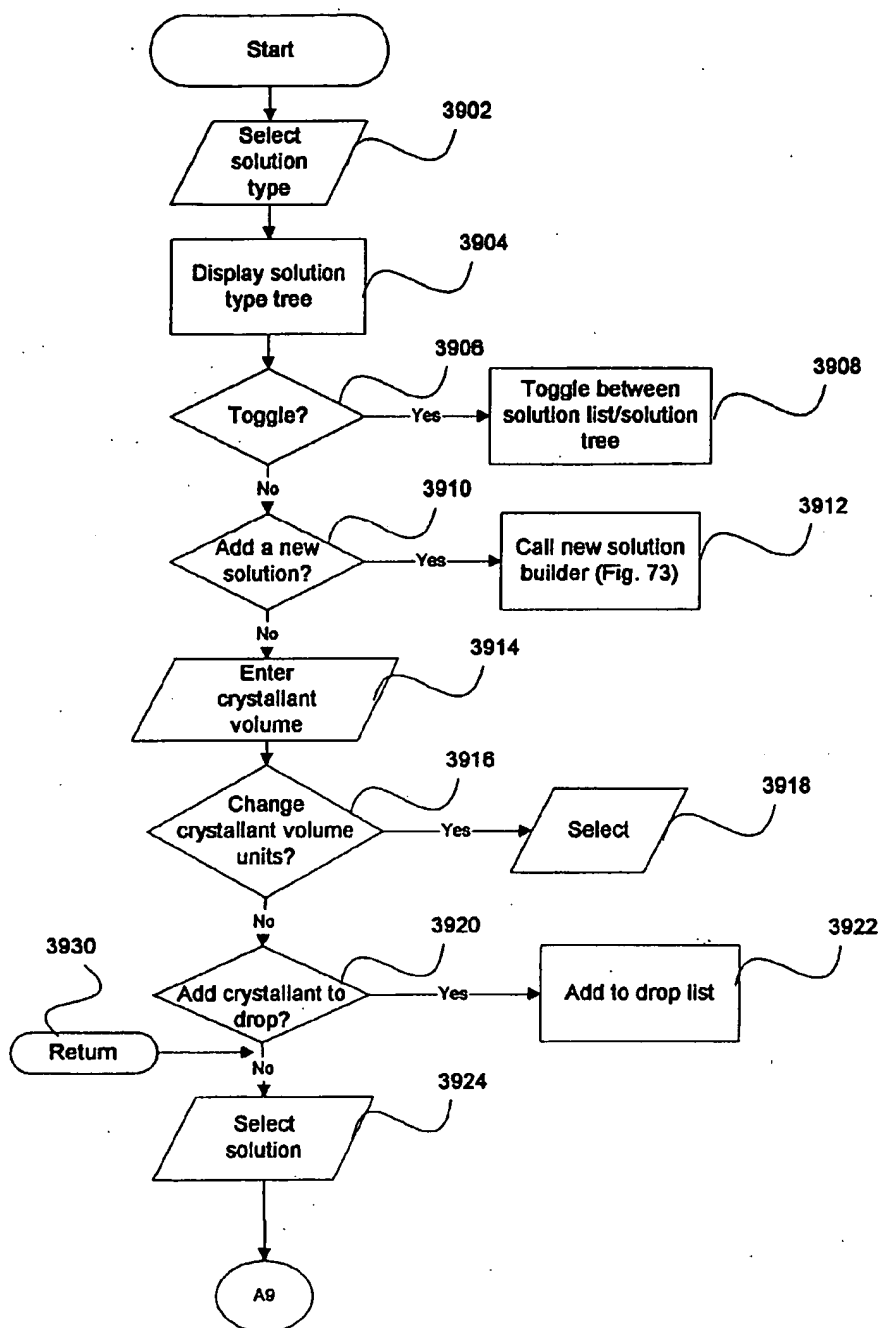 Start
3902
Select
solution
type
3904
Display solution
type tree
3906
Toggle?
Yes
3908
Toggle between
solution list/solution
tree
No
3910
Add a new
solution?
Yes
3912
Call new solution
builder (Fig. 73)
No
3914
Enter
crystallant
volume
3916
Change
crystallant volume
units?
Yes
3918
Select
No
3920
Add crystallant to
drop?
Yes
3922
Add to drop list
3930
Return
No
3924
Select
solution
A9